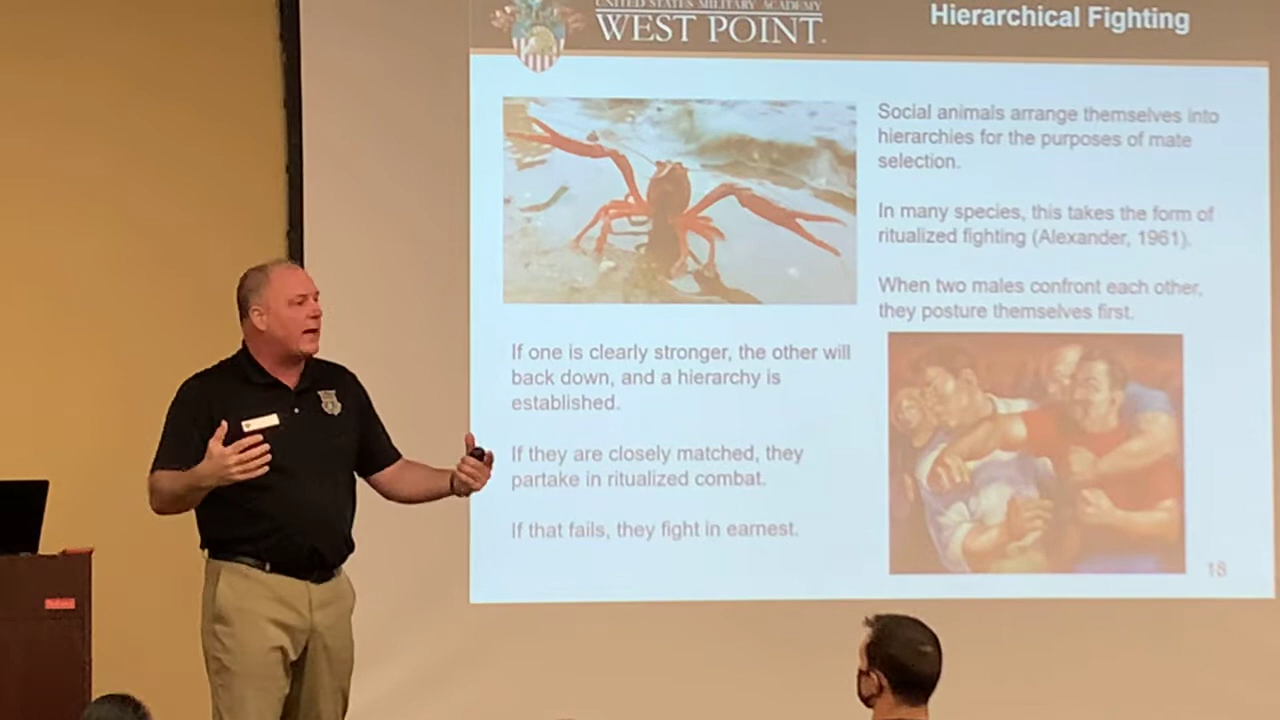 UNITED STATES MILITARY ACADEMY
WEST POINT.
Hierarchical Fighting
Social animals arrange themselves into
hierarchies for the purposes of mate
selection.
In many species, this takes the form of
ritualized fighting (Alexander, 1961).
When two males confront each other,
they posture themselves first.
If one is clearly stronger, the other will
back down, and a hierarchy is
established.
If they are closely matched, they
partake in ritualized combat.
If that fails, they fight in earnest.
18